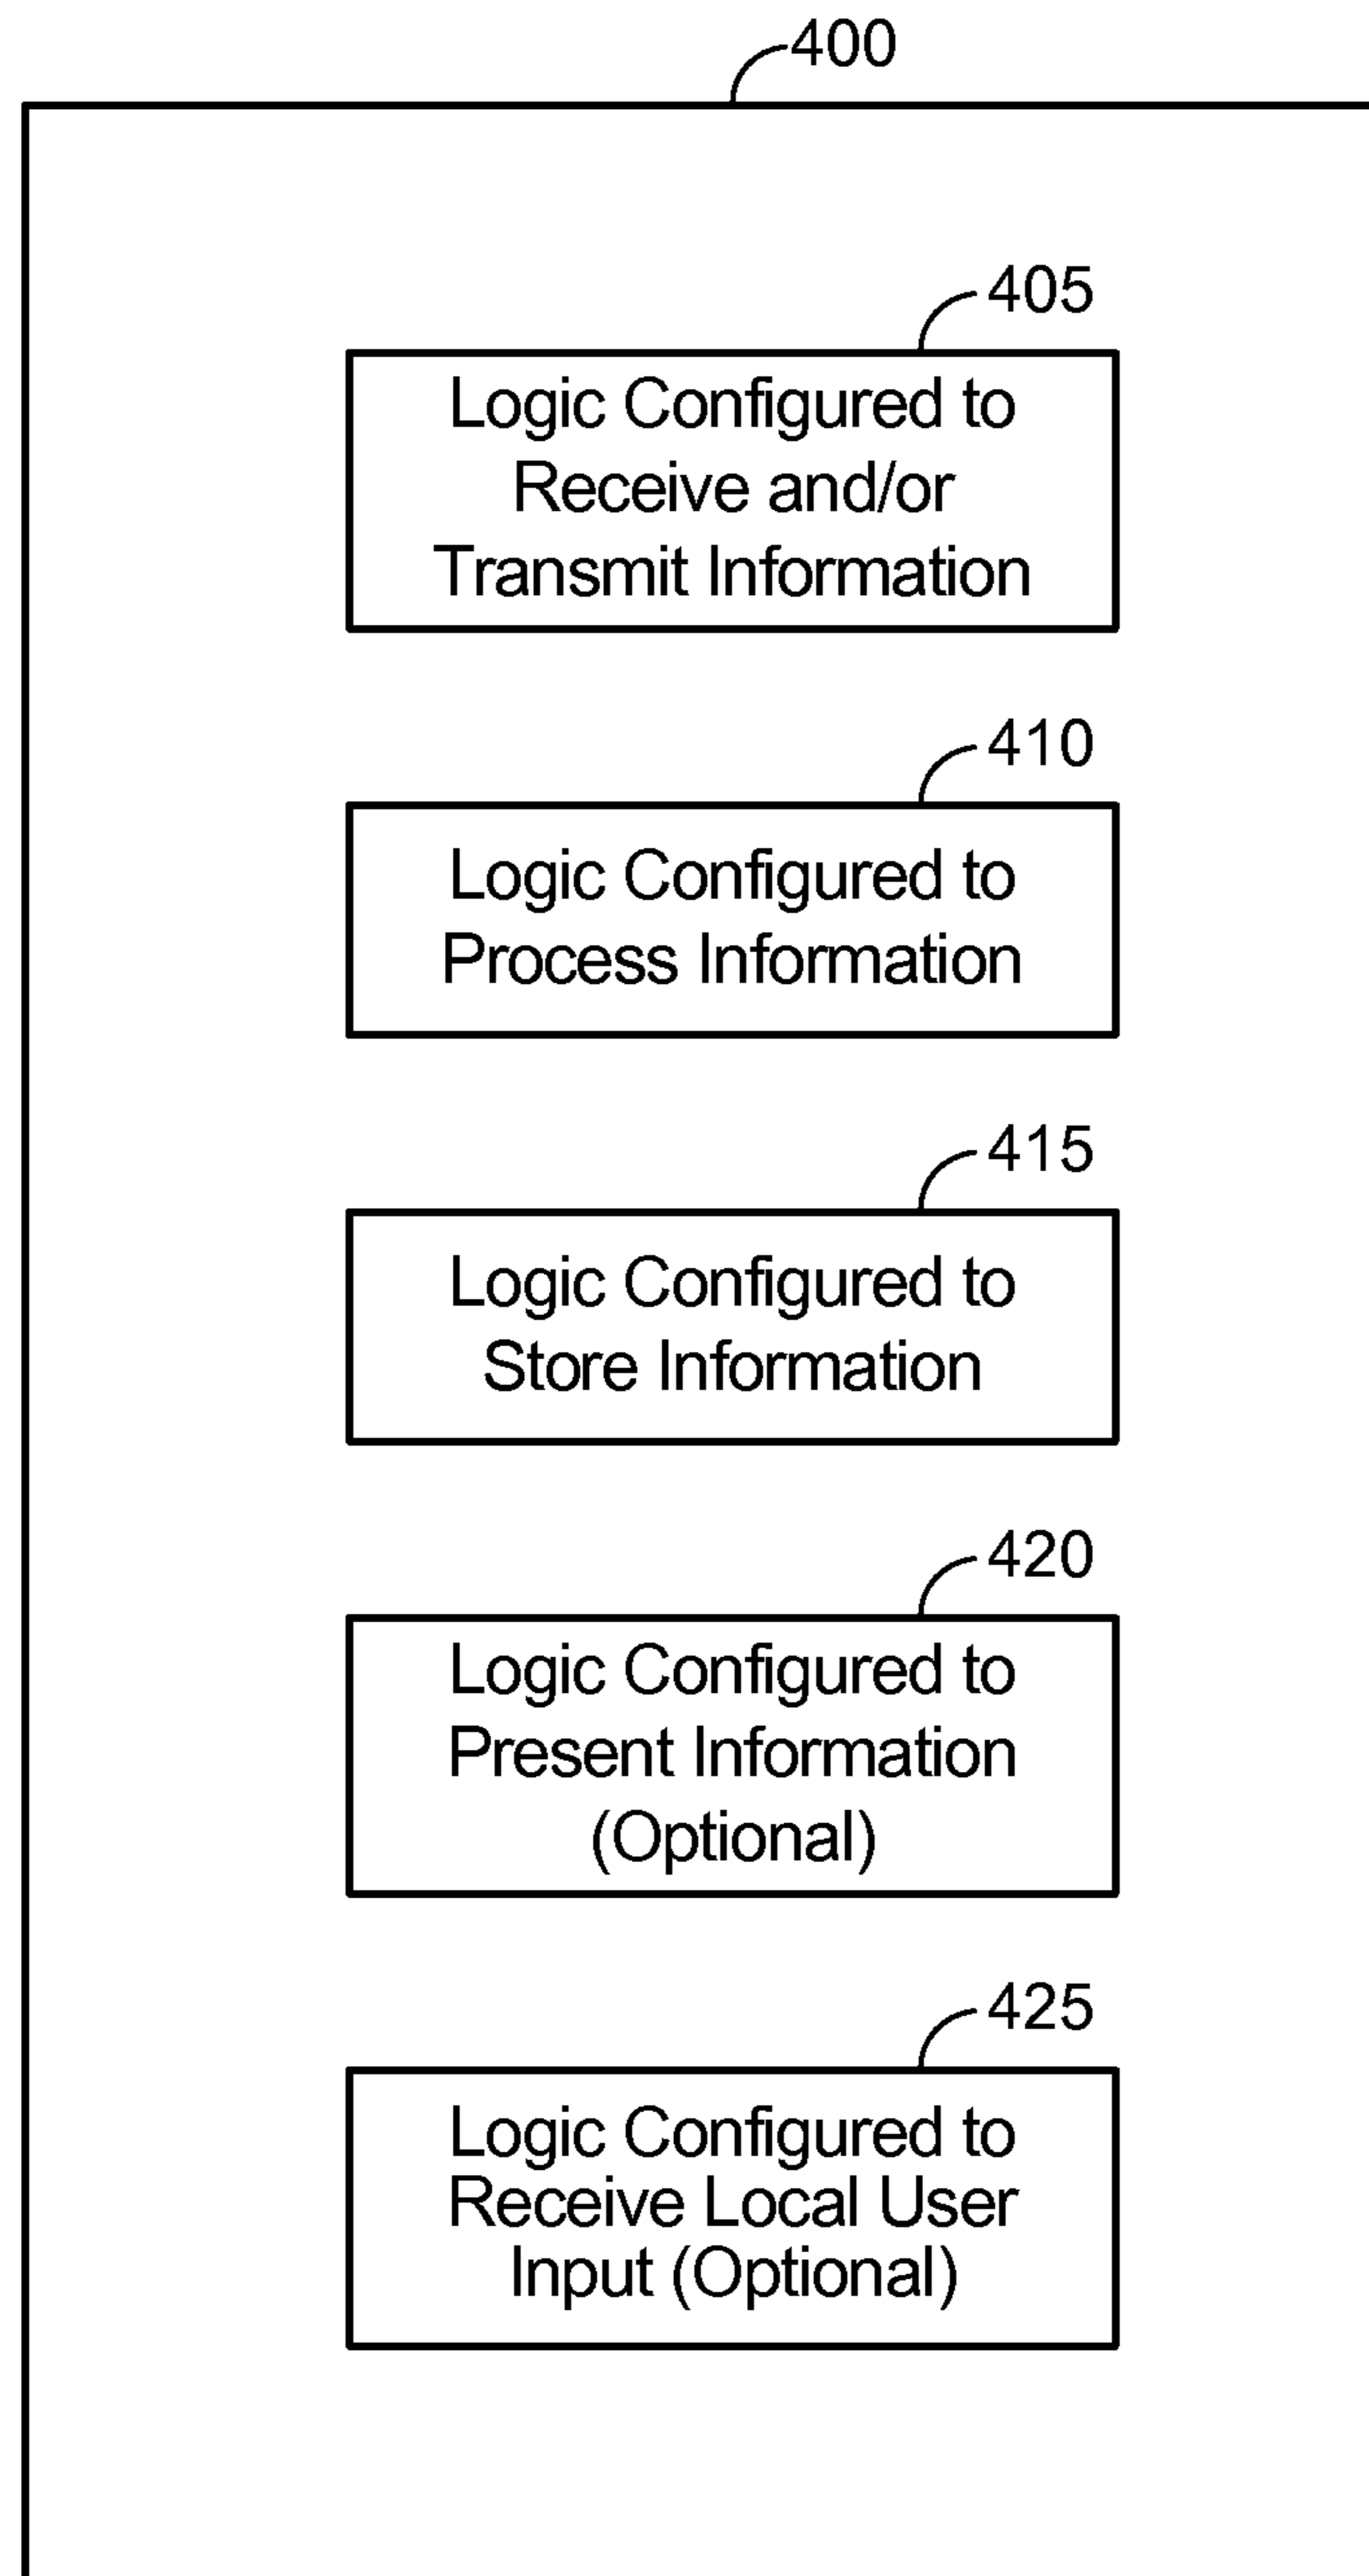 400
405
Logic Configured to
Receive and/or
Transmit Information
410
Logic Configured to
Process Information
415
Logic Configured to
Store Information
420
Logic Configured to
Present Information
(Optional)
425
Logic Configured to
Receive Local User
Input (Optional)